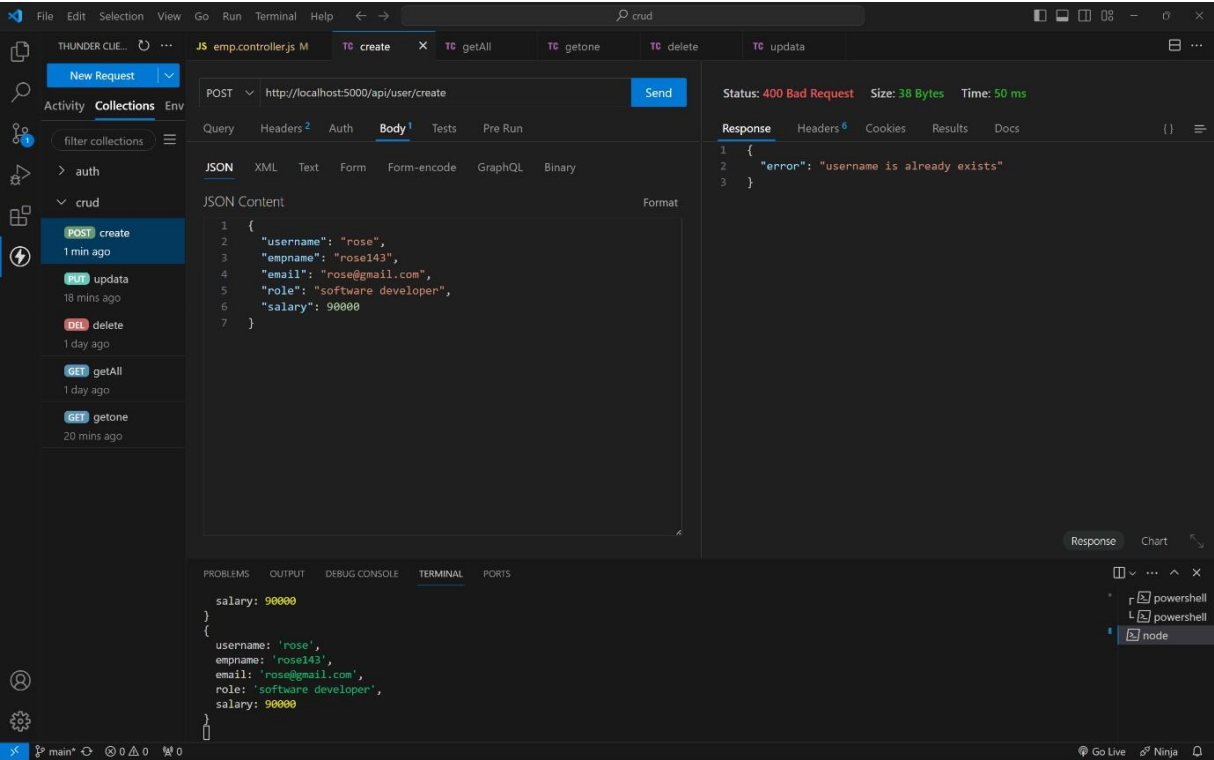 File Edit Selection View Go Run Terminal Help ← → crud
THUNDER CLIE... ···
JS emp.controller.js M TC create × TC getAll TC getone TC delete TC updata ···
New Request
Activity Collections Env
filter collections
auth
crud
POST create
1 min ago
PUT updata
18 mins ago
DEL delete
1 day ago
GET getAll
1 day ago
GET getone
20 mins ago
1
POST http://localhost:5000/api/user/create Send
Query Headers 2 Auth Body 1 Tests Pre Run
JSON XML Text Form Form-encode GraphQL Binary
JSON Content Format
1 {
2 "username": "rose",
3 "empname": "rose143",
4 "email": "rose@gmail.com",
5 "role": "software developer",
6 "salary": 90000
7 }
Status: 400 Bad Request Size: 38 Bytes Time: 50 ms
Response Headers 6 Cookies Results Docs {}
1 {
2 "error": "username is already exists"
3 }
Response Chart
PROBLEMS OUTPUT DEBUG CONSOLE TERMINAL PORTS ···
salary: 90000
}
{
username: 'rose',
empname: 'rose143',
email: 'rose@gmail.com',
role: 'software developer',
salary: 90000
}
powershell
powershell
node
main* 0 0 0 Go Live Ninja